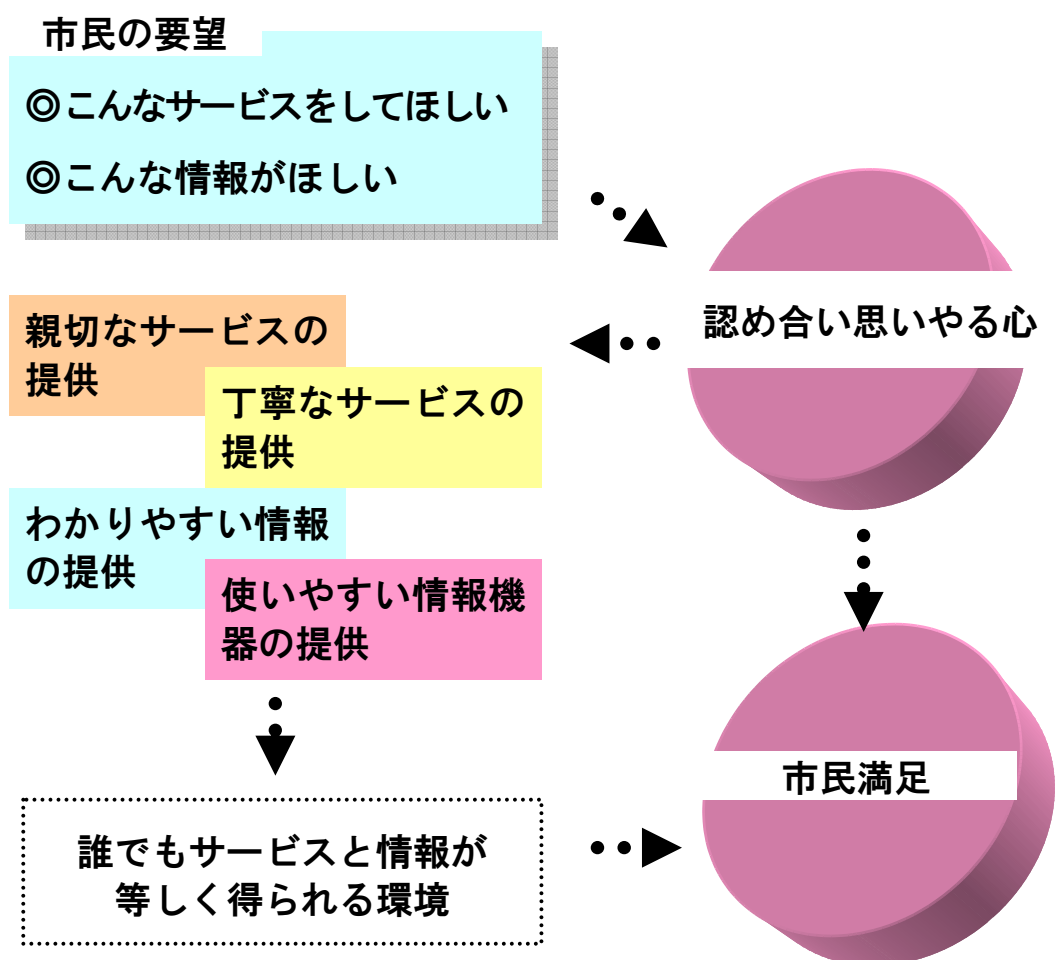 市民の要望
◎こんなサービスをしてほしい
◎こんな情報がほしい
認め合い思いやる心
親切なサービスの
提供
丁寧なサービスの
提供
わかりやすい情報
の提供
使いやすい情報機
器の提供
市民満足
誰でもサービスと情報が
等しく得られる環境